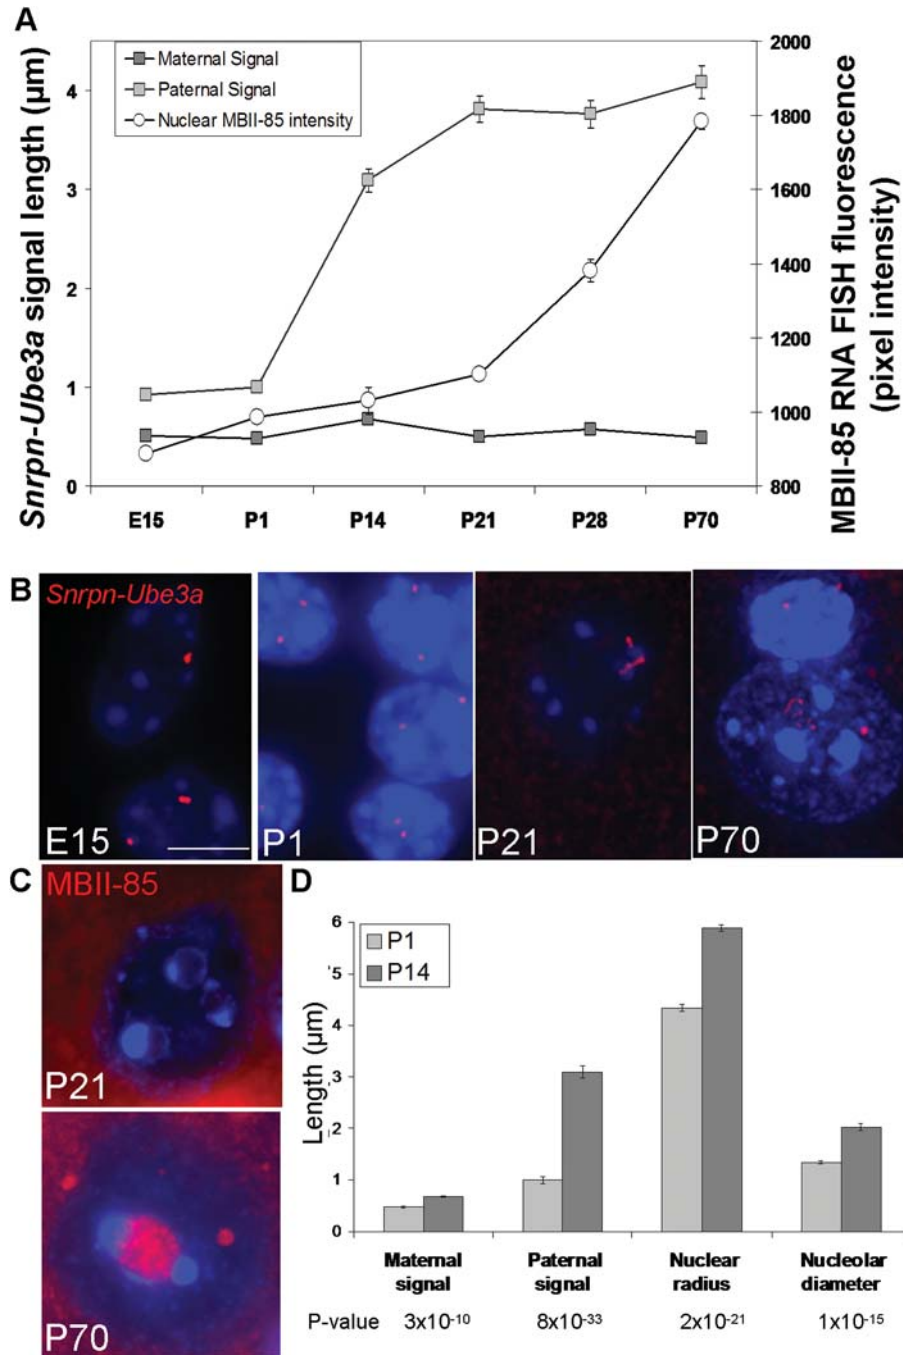 A
Snrpn-Ube3a signal length (µm)
MBII-85 RNA FISH fluorescence
(pixel intensity)
Maternal Signal
Paternal Signal
Nuclear MBII-85 intensity
4
3
2
1
0
2000
1800
1600
1400
1200
1000
800
E15 P1 P14 P21 P28 P70
B
Snrpn-Ube3a
E15
P1
P21
P70
C
MBII-85
P21
P70
D
P1
P14
Length (µm)
6
5
4
3
2
1
0
Maternal signal
Paternal signal
Nuclear radius
Nucleolar diameter
P-value 3x10⁻¹⁰ 8x10⁻³³ 2x10⁻²¹ 1x10⁻¹⁵